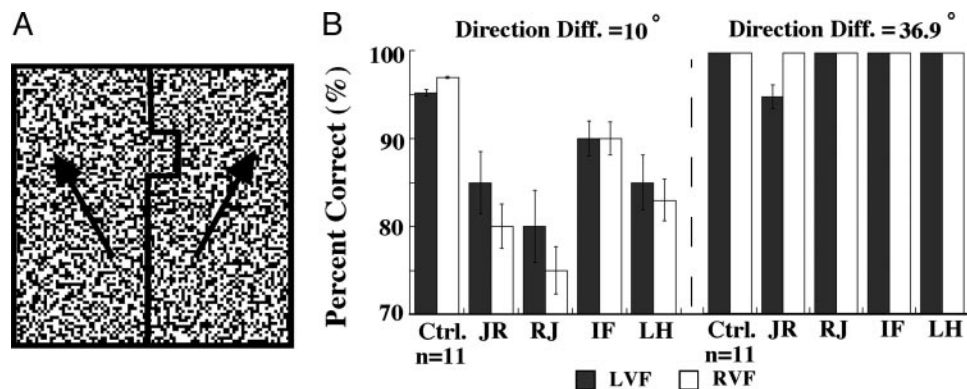 A
B
Direction Diff. = 10°
Direction Diff. = 36.9°
Percent Correct (%)
100
90
80
70
Ctrl. JR RJ IF LH
n=11
Ctrl. JR RJ IF LH
n=11
LVF RVF